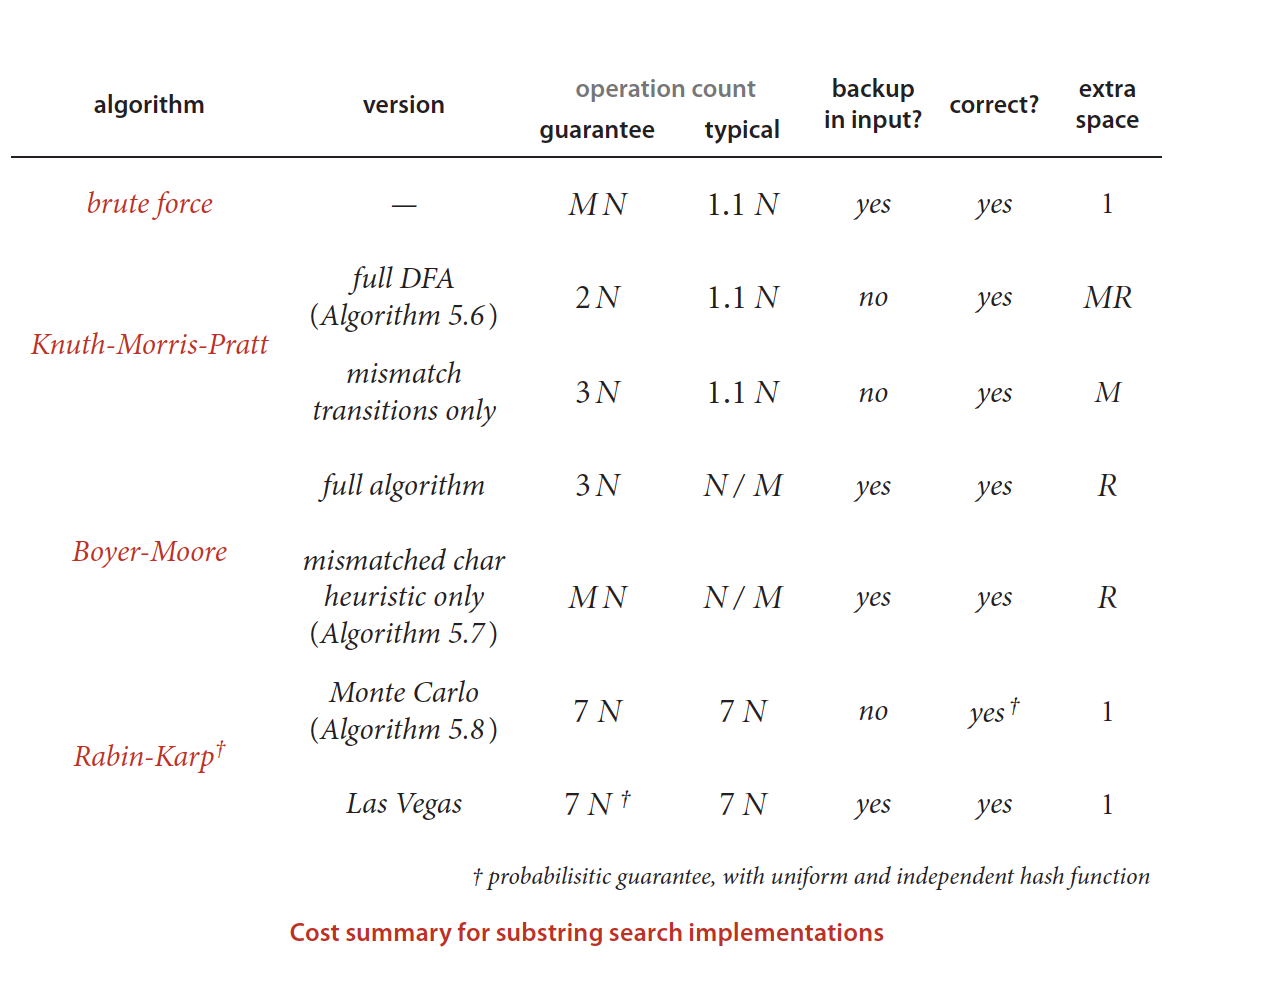 operation count
backup
correct?
extra
algorithm
version
guarantee
typical
in input?
space
brute force
—
M N
1.1 N
yes
yes
1
Knuth-Morris-Pratt
full DFA
(Algorithm 5.6)
2 N
1.1 N
no
yes
MR
mismatch
transitions only
3 N
1.1 N
no
yes
M
Boyer-Moore
full algorithm
3 N
N / M
yes
yes
R
mismatched char
heuristic only
(Algorithm 5.7)
M N
N / M
yes
yes
R
Rabin-Karp†
Monte Carlo
(Algorithm 5.8)
7 N
7 N
no
yes †
1
Las Vegas
7 N †
7 N
yes
yes
1
† probabilisitic guarantee, with uniform and independent hash function
Cost summary for substring search implementations